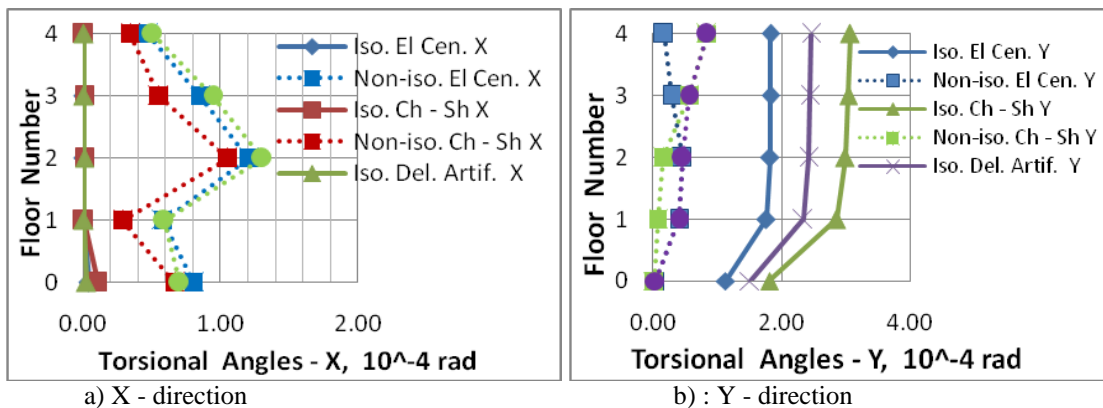 4
3
2
1
0
Floor Number
0.00 1.00 2.00
Torsional Angles - X, 10^-4 rad
Iso. El Cen. X
Non-iso. El Cen. X
Iso. Ch - Sh X
Non-iso. Ch - Sh X
Iso. Del. Artif. X
a) X - direction
4
3
2
1
0
Floor Number
0.00 2.00 4.00
Torsional Angles - Y, 10^-4 rad
Iso. El Cen. Y
Non-iso. El Cen. Y
Iso. Ch - Sh Y
Non-iso. Ch - Sh Y
Iso. Del. Artif. Y
b) : Y - direction